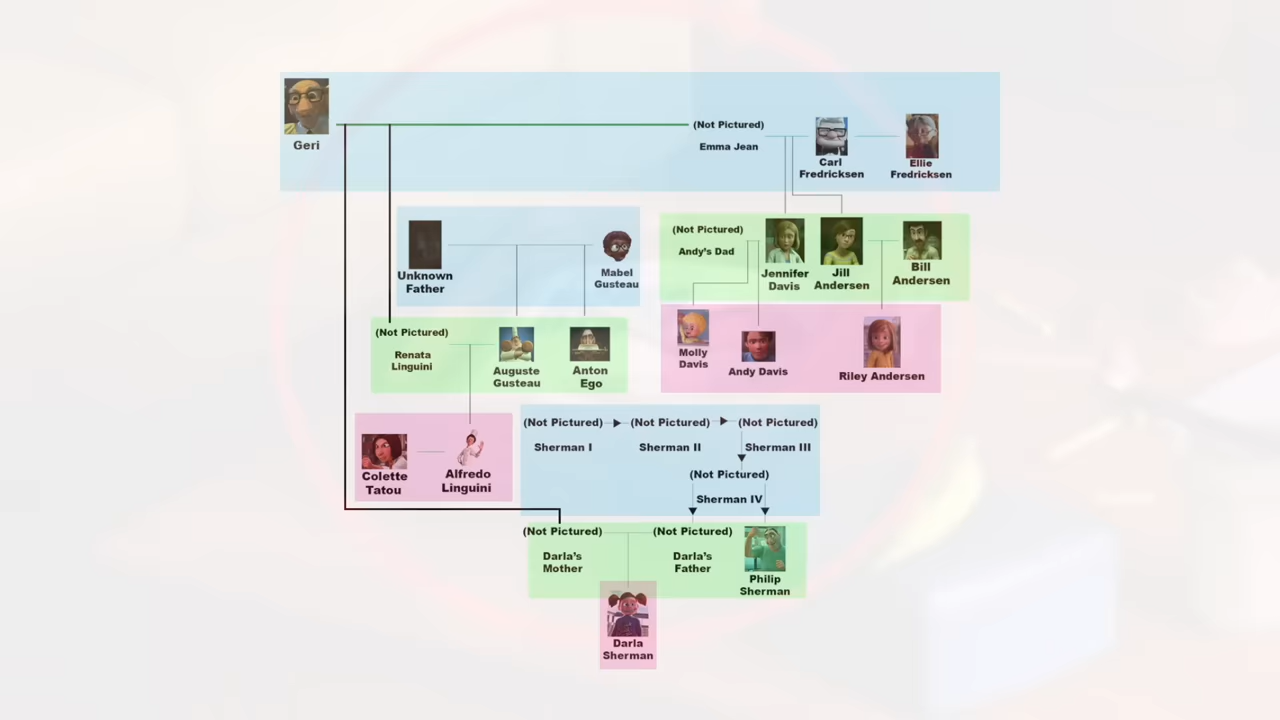 Geri
(Not Pictured)
Emma Jean
Carl
Fredricksen
Ellie
Fredricksen
Unknown
Father
Mabel
Gusteau
(Not Pictured)
Andy's Dad
Jennifer
Davis
Jill
Andersen
Bill
Andersen
(Not Pictured)
Renata
Linguini
Auguste
Gusteau
Anton
Ego
Molly
Davis
Andy Davis
Riley Andersen
Colette
Tatou
Alfredo
Linguini
(Not Pictured)
Sherman I
(Not Pictured)
Sherman II
(Not Pictured)
Sherman III
(Not Pictured)
Sherman IV
(Not Pictured)
Darla's
Mother
(Not Pictured)
Darla's
Father
Philip
Sherman
Darla
Sherman